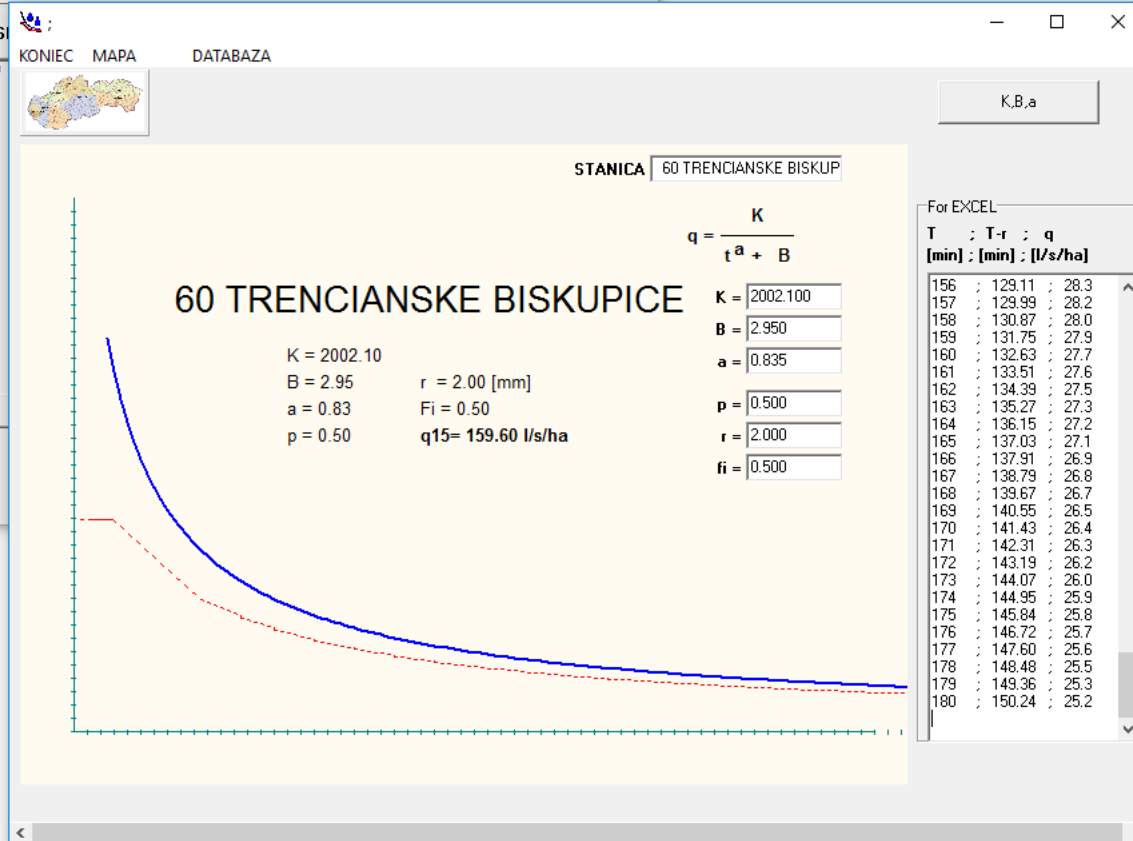 ;
KONIEC MAPA DATABAZA
K,B,a
STANICA 60 TRENCIANSKE BISKUP
q = K / t a + B
60 TRENCIANSKE BISKUPICE
K = 2002.10
B = 2.95 r = 2.00 [mm]
a = 0.83 Fi = 0.50
p = 0.50 q15= 159.60 l/s/ha
K = 2002.100
B = 2.950
a = 0.835
p = 0.500
r = 2.000
fi = 0.500
For EXCEL
T ; T-r ; q
[min] ; [min] ; [l/s/ha]
156 ; 129.11 ; 28.3
157 ; 129.99 ; 28.2
158 ; 130.87 ; 28.0
159 ; 131.75 ; 27.9
160 ; 132.63 ; 27.7
161 ; 133.51 ; 27.6
162 ; 134.39 ; 27.5
163 ; 135.27 ; 27.3
164 ; 136.15 ; 27.2
165 ; 137.03 ; 27.1
166 ; 137.91 ; 26.9
167 ; 138.79 ; 26.8
168 ; 139.67 ; 26.7
169 ; 140.55 ; 26.5
170 ; 141.43 ; 26.4
171 ; 142.31 ; 26.3
172 ; 143.19 ; 26.2
173 ; 144.07 ; 26.0
174 ; 144.95 ; 25.9
175 ; 145.84 ; 25.8
176 ; 146.72 ; 25.7
177 ; 147.60 ; 25.6
178 ; 148.48 ; 25.5
179 ; 149.36 ; 25.3
180 ; 150.24 ; 25.2